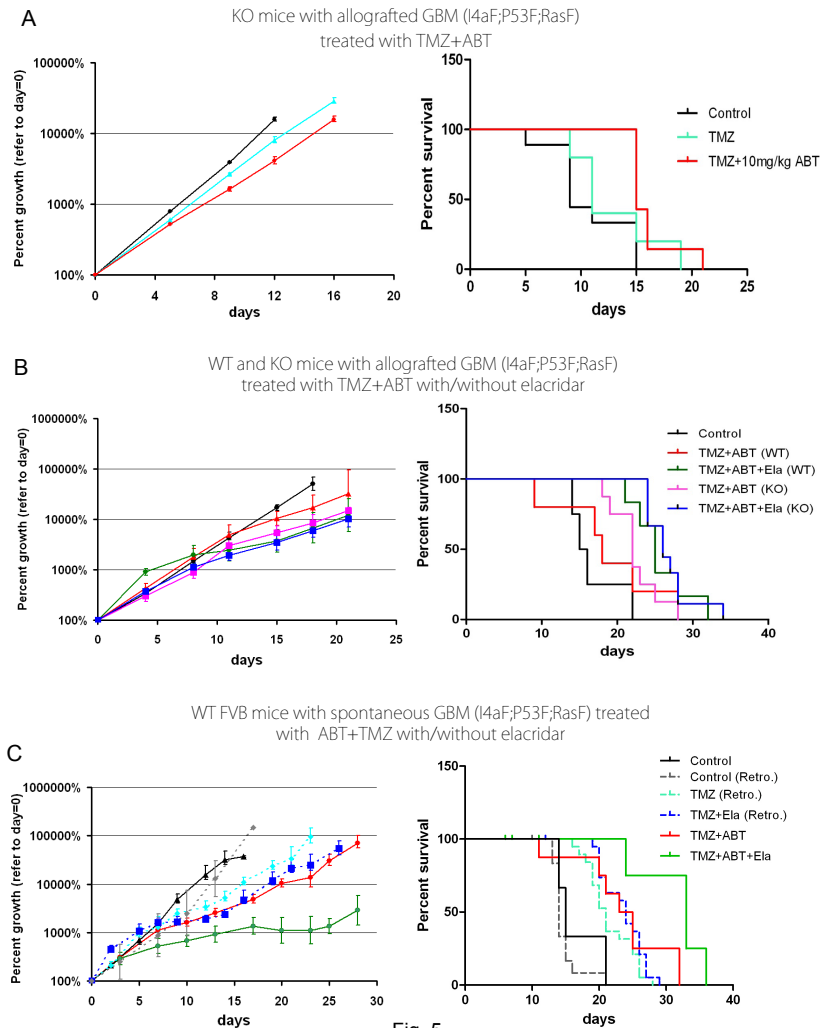 A
KO mice with allografted GBM (I4aF;P53F;RasF)
treated with TMZ+ABT
Percent growth (refer to day=0)
100000%
10000%
1000%
100%
0 4 8 12 16 20
days
Percent survival
150
100
50
0
0 5 10 15 20 25
days
Control
TMZ
TMZ+10mg/kg ABT
B
WT and KO mice with allografted GBM (I4aF;P53F;RasF)
treated with TMZ+ABT with/without elacridar
Percent growth (refer to day=0)
1000000%
100000%
10000%
1000%
100%
0 5 10 15 20 25
days
Percent survival
150
100
50
0
0 10 20 30 40
days
Control
TMZ+ABT (WT)
TMZ+ABT+Ela (WT)
TMZ+ABT (KO)
TMZ+ABT+Ela (KO)
C
WT FVB mice with spontaneous GBM (I4aF;P53F;RasF) treated
with ABT+TMZ with/without elacridar
Percent growth (refer to day=0)
1000000%
100000%
10000%
1000%
100%
0 5 10 15 20 25 30
days
Percent survival
150
100
50
0
0 10 20 30 40
days
Control
Control (Retro.)
TMZ (Retro.)
TMZ+Ela (Retro.)
TMZ+ABT
TMZ+ABT+Ela